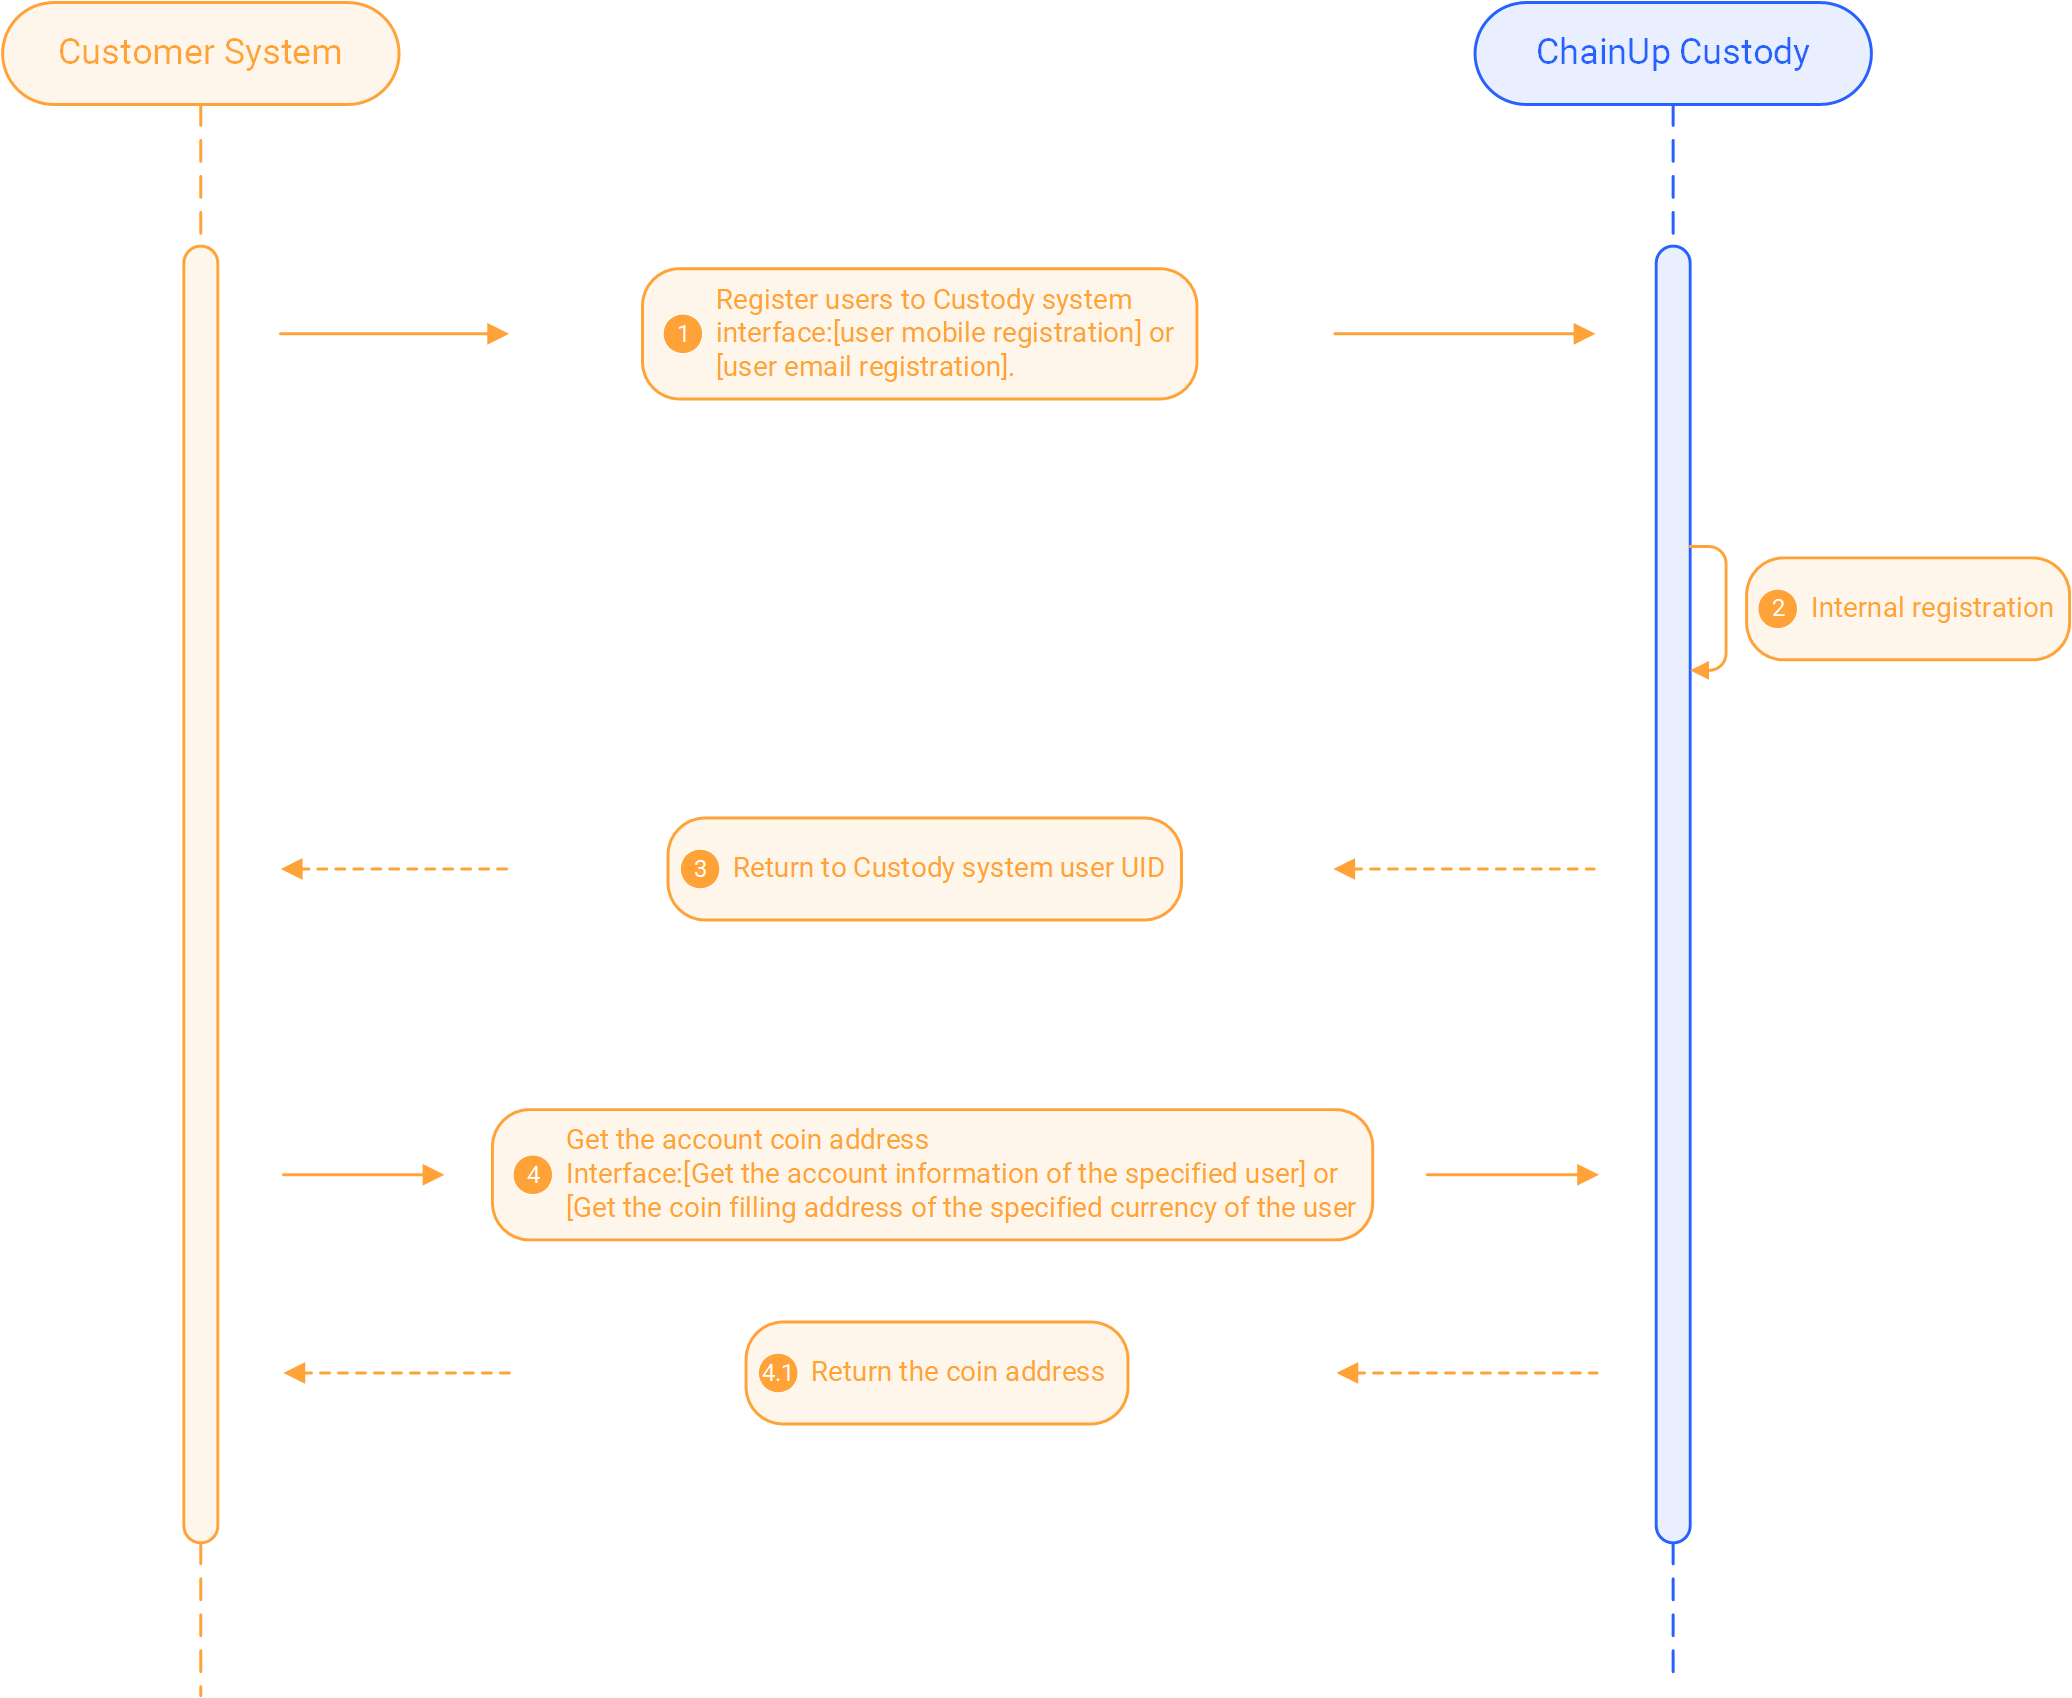 Customer System
ChainUp Custody
1
Register users to Custody system
interface:[user mobile registration] or
[user email registration].
2
Internal registration
3
Return to Custody system user UID
4
Get the account coin address
Interface:[Get the account information of the specified user] or
[Get the coin filling address of the specified currency of the user
4.1
Return the coin address